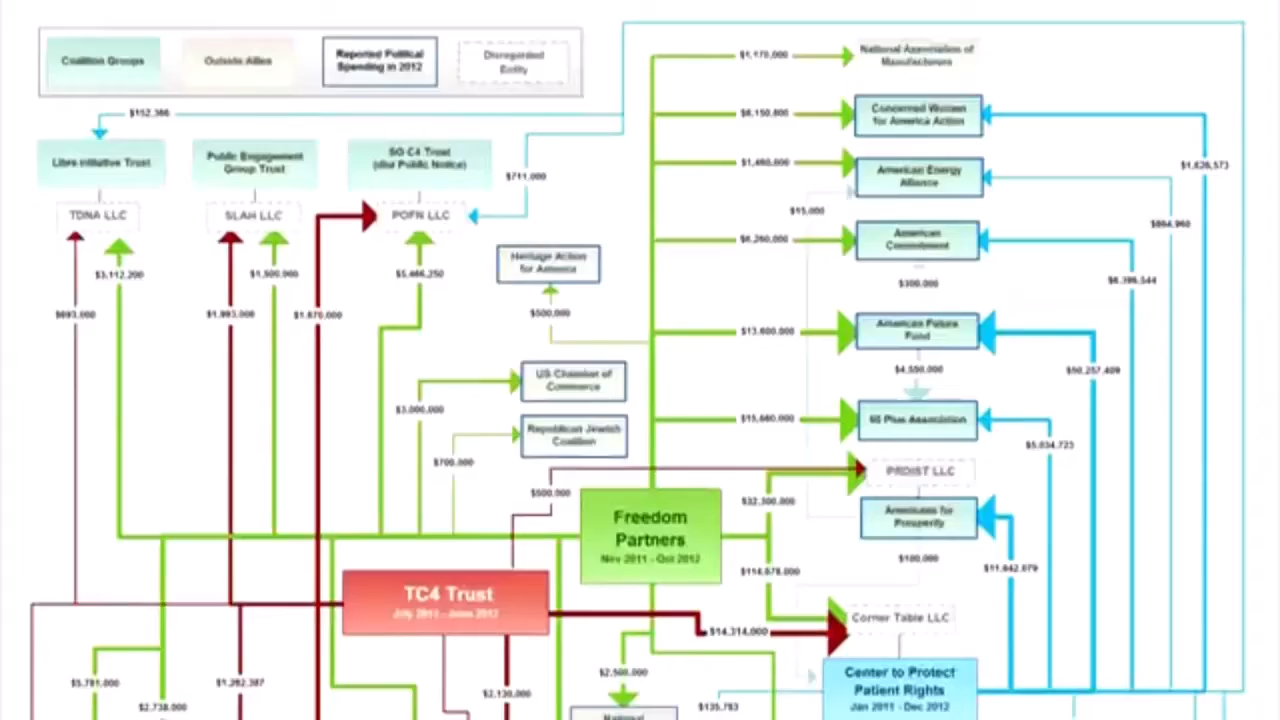 Coalition Groups
Outside Allies
Reported Political
Spending in 2012
Disregarded
Entity
$1,170,000
National Association of
Manufacturers
$152,366
$8,150,000
Concerned Women
for America Action
Libre Initiative Trust
Public Engagement
Group Trust
SG C4 Trust
(dba Public Notice)
$711,000
$1,480,000
American Energy
Alliance
$1,626,573
TDNA LLC
SLAH LLC
POFN LLC
$15,000
$864,960
$6,260,000
American
Commitment
Heritage Action
for America
$3,112,200
$1,500,000
$5,466,250
$300,000
$6,396,544
$693,000
$1,993,000
$1,670,000
$500,000
$13,600,000
American Future
Fund
$4,550,000
$50,257,409
US Chamber of
Commerce
$3,000,000
$15,660,000
60 Plus Association
Republican Jewish
Coalition
$5,034,723
$700,000
PRDIST LLC
$500,000
$32,300,000
Freedom
Partners
Nov 2011 - Oct 2012
Americans for
Prosperity
$100,000
$114,678,000
$11,642,079
TC4 Trust
July 2011 - June 2012
Corner Table LLC
$14,314,000
$2,500,000
Center to Protect
Patient Rights
Jan 2011 - Dec 2012
$5,781,000
$1,262,387
$2,130,000
$2,738,000
$135,783
National